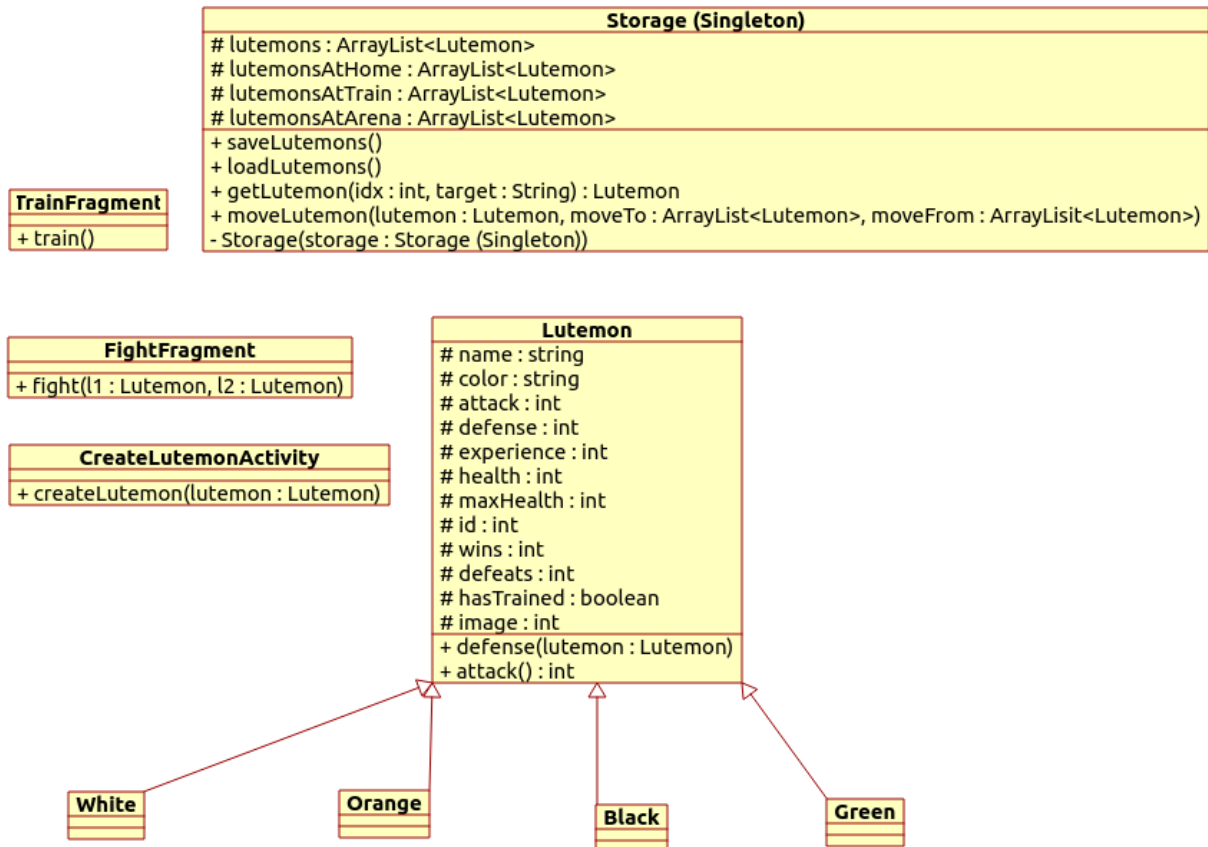 Storage (Singleton)
# lutemons : ArrayList<Lutemon>
# lutemonsAtHome : ArrayList<Lutemon>
# lutemonsAtTrain : ArrayList<Lutemon>
# lutemonsAtArena : ArrayList<Lutemon>
+ saveLutemons()
+ loadLutemons()
+ getLutemon(idx : int, target : String) : Lutemon
+ moveLutemon(lutemon : Lutemon, moveTo : ArrayList<Lutemon>, moveFrom : ArrayLisit<Lutemon>)
- Storage(storage : Storage (Singleton))
TrainFragment
+ train()
FightFragment
+ fight(l1 : Lutemon, l2 : Lutemon)
CreateLutemonActivity
+ createLutemon(lutemon : Lutemon)
Lutemon
# name : string
# color : string
# attack : int
# defense : int
# experience : int
# health : int
# maxHealth : int
# id : int
# wins : int
# defeats : int
# hasTrained : boolean
# image : int
+ defense(lutemon : Lutemon)
+ attack() : int
White
Orange
Black
Green